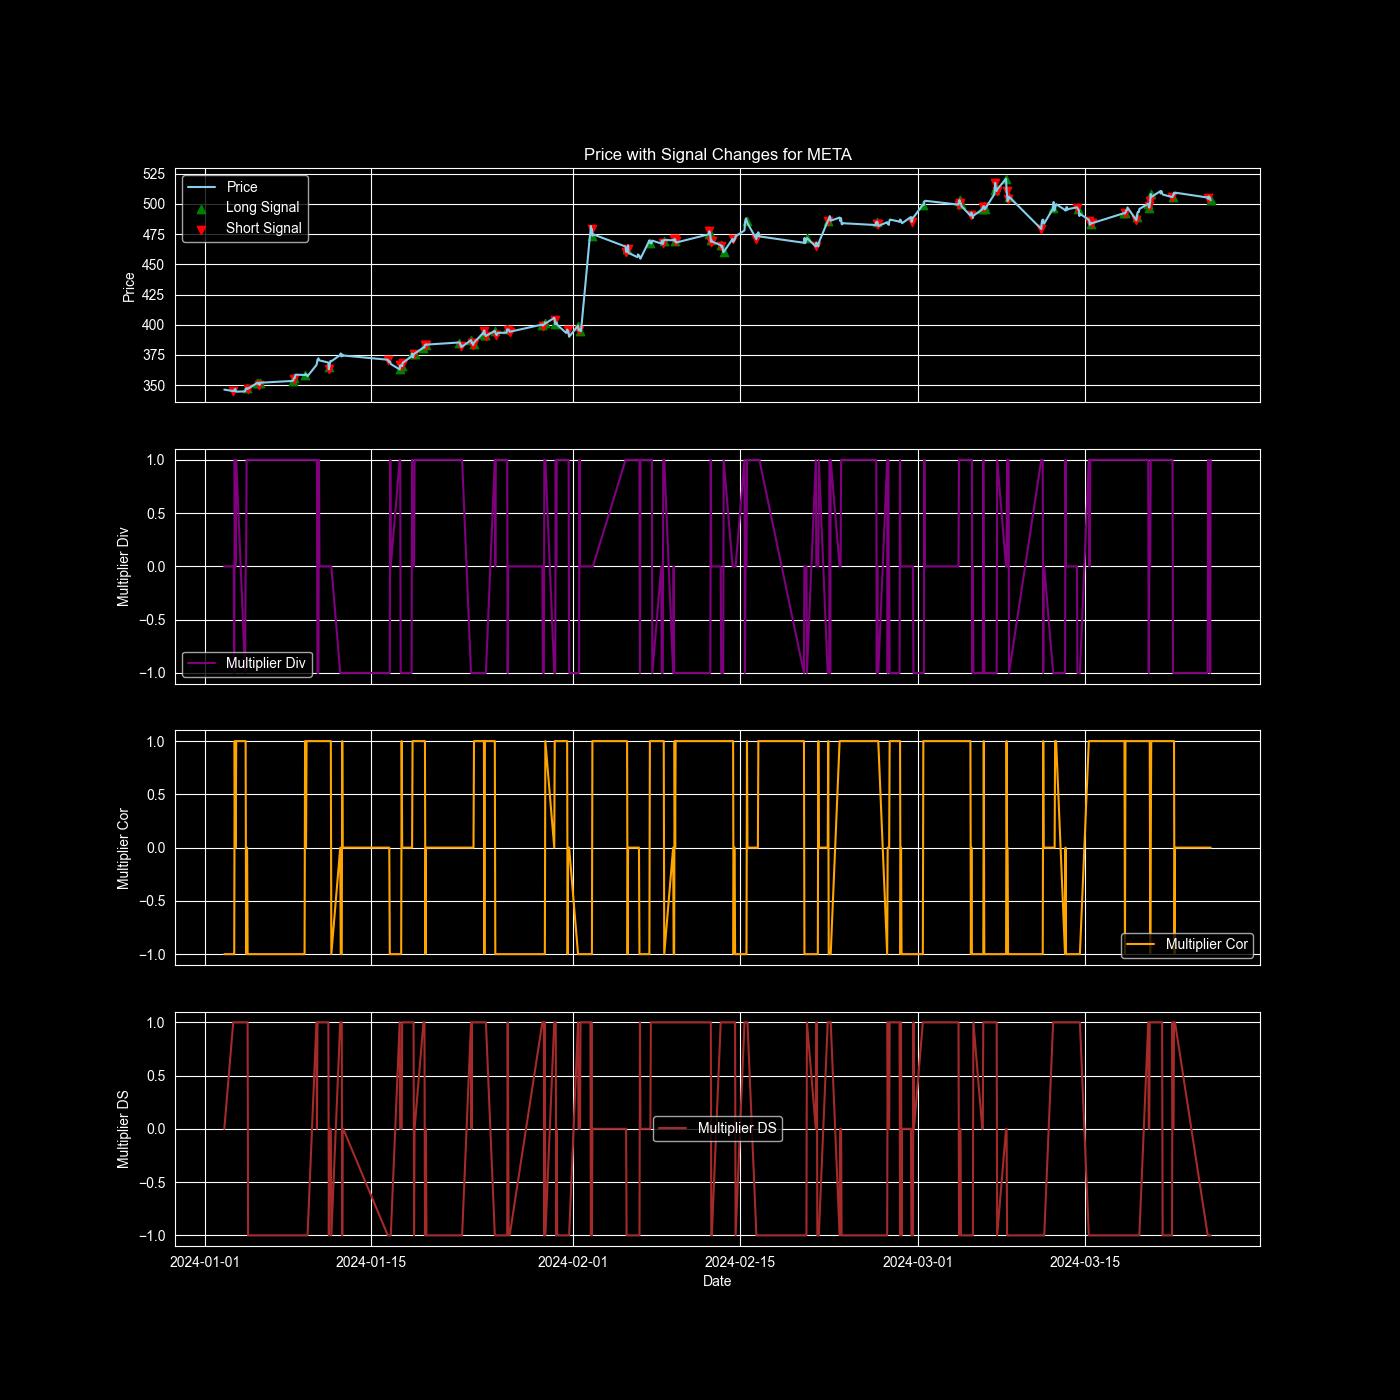 Price with Signal Changes for META
525
500
475
450
425
400
375
350
Price
Price
Long Signal
Short Signal
1.0
0.5
0.0
−0.5
−1.0
Multiplier Div
Multiplier Div
1.0
0.5
0.0
−0.5
−1.0
Multiplier Cor
Multiplier Cor
1.0
0.5
0.0
−0.5
−1.0
Multiplier DS
Multiplier DS
2024-01-01 2024-01-15 2024-02-01 2024-02-15 2024-03-01 2024-03-15
Date